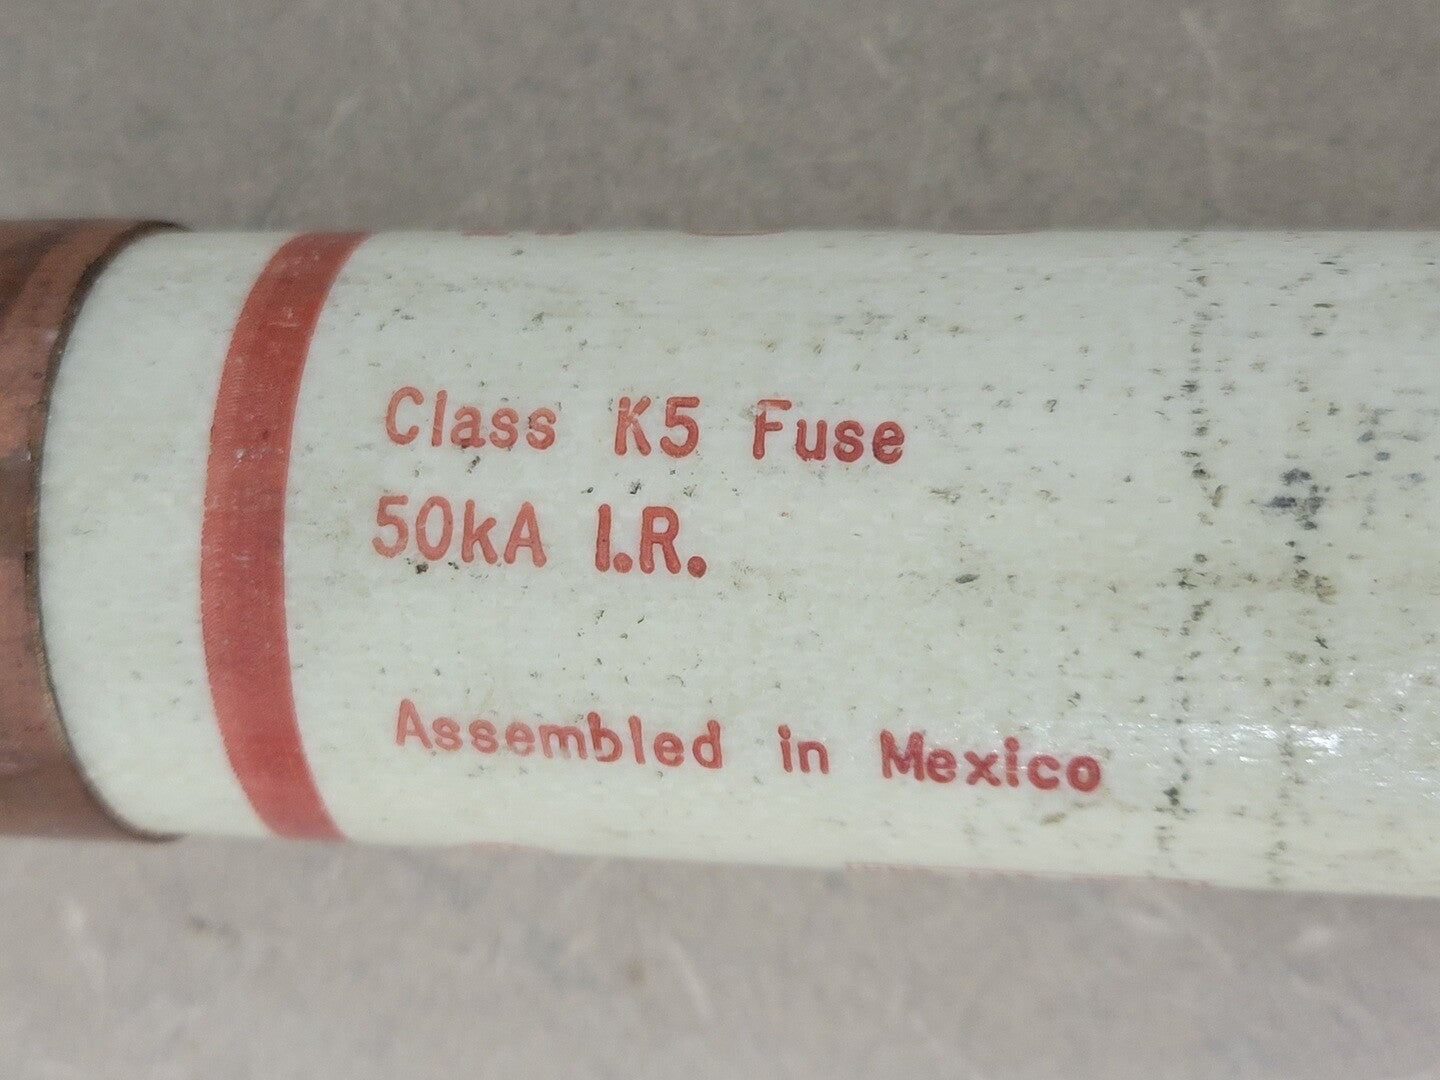 Class K5 Fuse
50kA I.R.
Assembled in Mexico